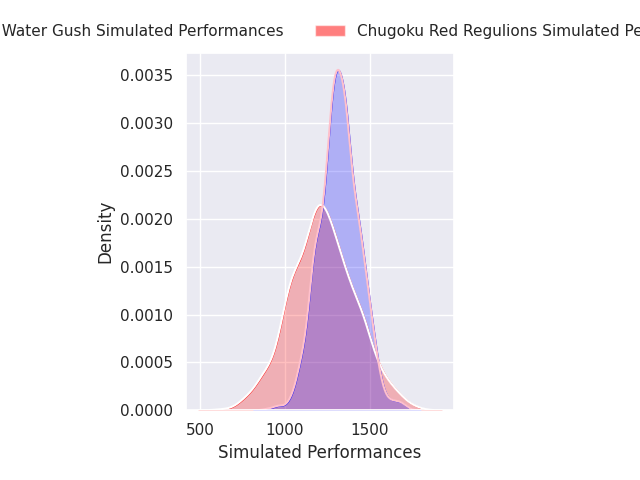 Water Gush Simulated Performances
Chugoku Red Regulions Simulated Pe
0.0035
0.0030
0.0025
0.0020
0.0015
0.0010
0.0005
0.0000
Density
500 1000 1500
Simulated Performances